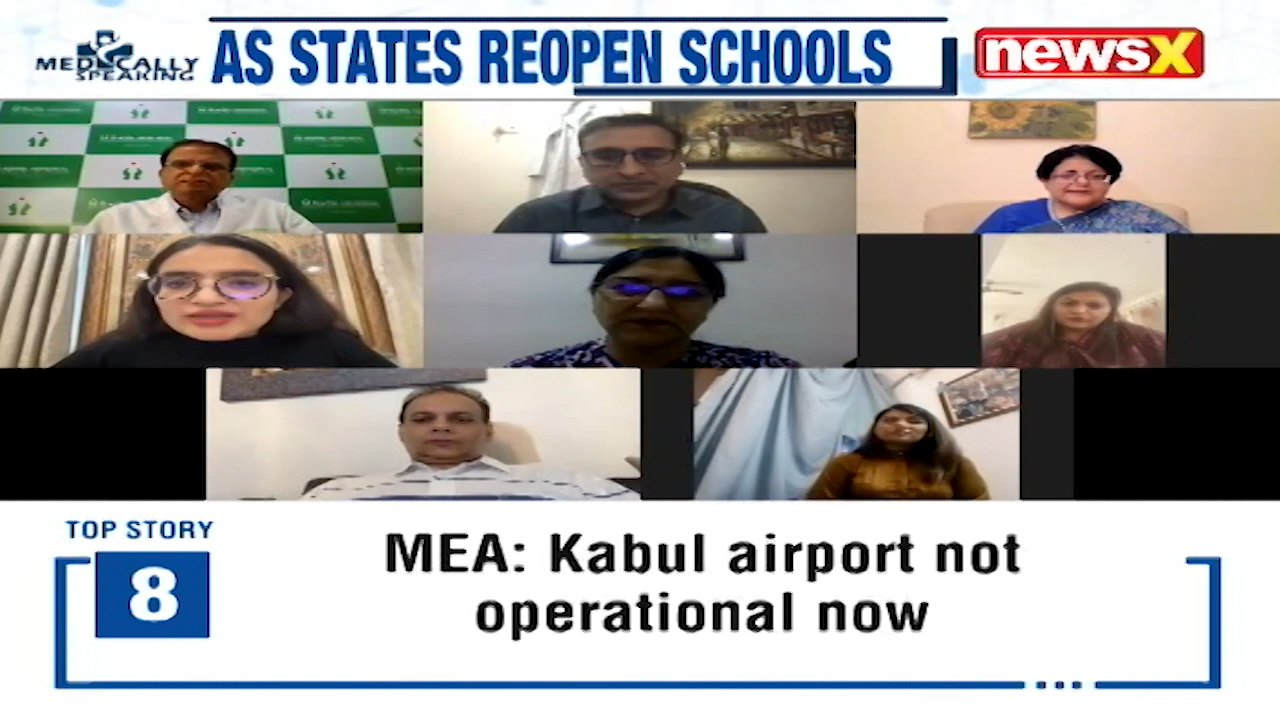 MEDICALLY
SPEAKING
AS STATES REOPEN SCHOOLS
newsX
TOP STORY
8
MEA: Kabul airport not
operational now